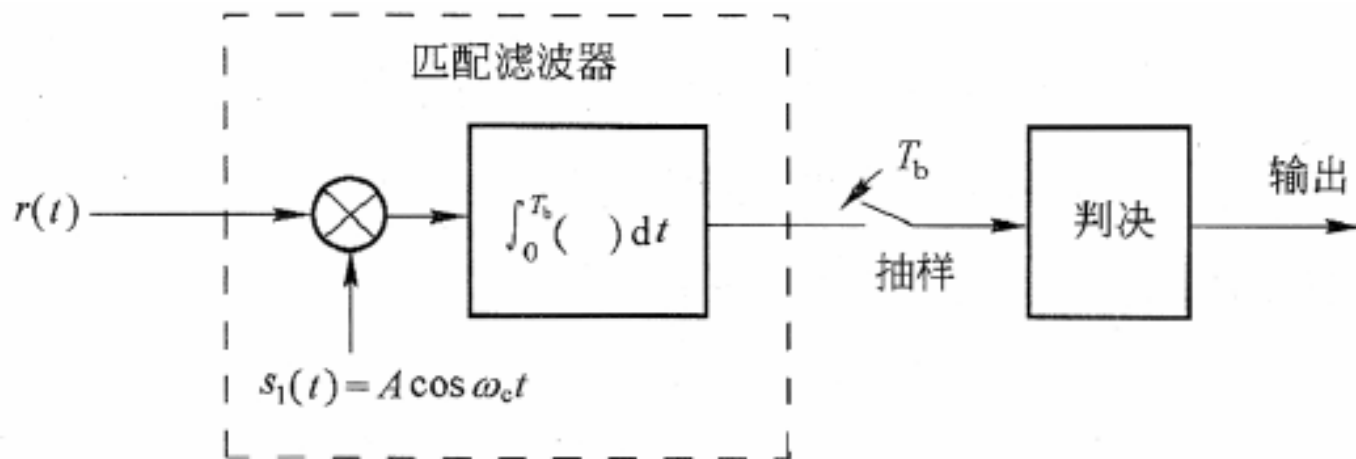 匹配滤波器
r(t)
∫₀^{T_b}( )dt
T_b
抽样
判决
输出
s₁(t)=A cos ω_c t